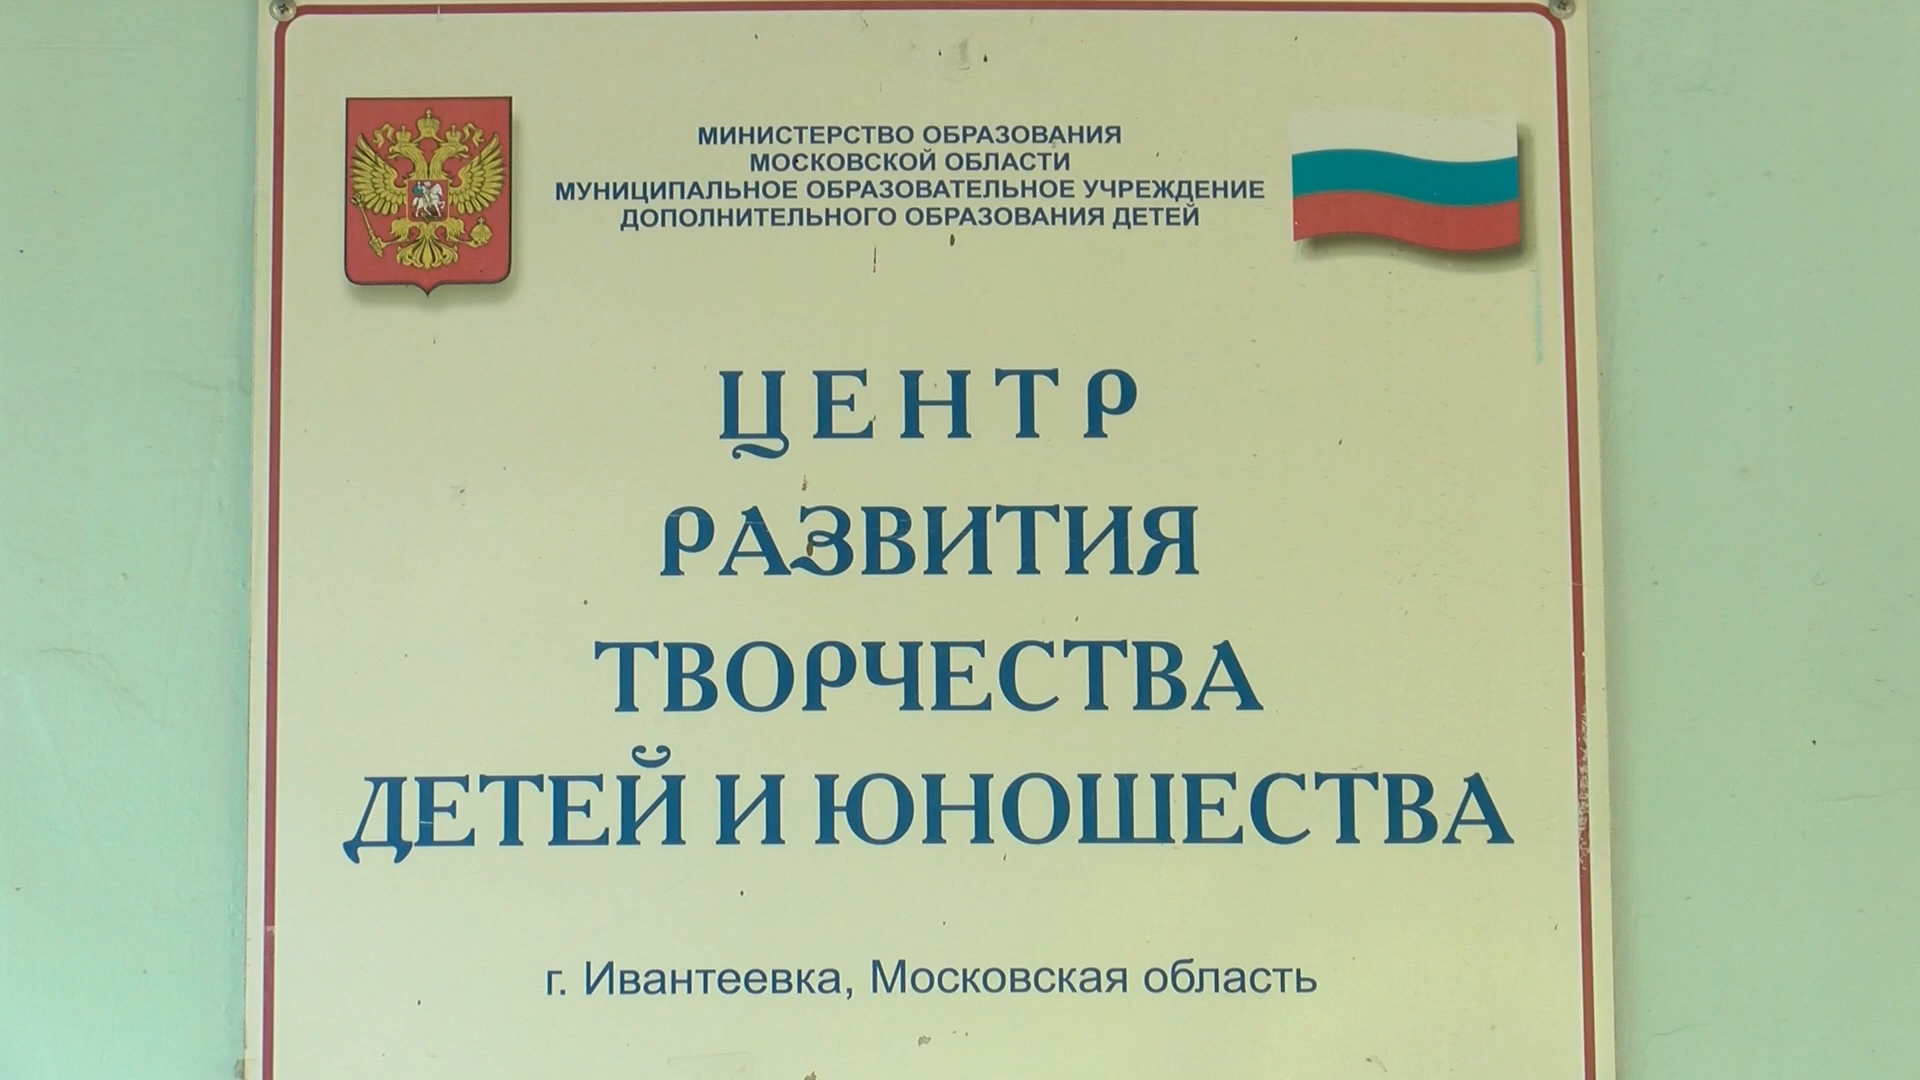 МИНИСТЕРСТВО ОБРАЗОВАНИЯ
МОСКОВСКОЙ ОБЛАСТИ
МУНИЦИПАЛЬНОЕ ОБРАЗОВАТЕЛЬНОЕ УЧРЕЖДЕНИЕ
ДОПОЛНИТЕЛЬНОГО ОБРАЗОВАНИЯ ДЕТЕЙ
ЦЕНТР
РАЗВИТИЯ
ТВОРЧЕСТВА
ДЕТЕЙ И ЮНОШЕСТВА
г. Ивантеевка, Московская область